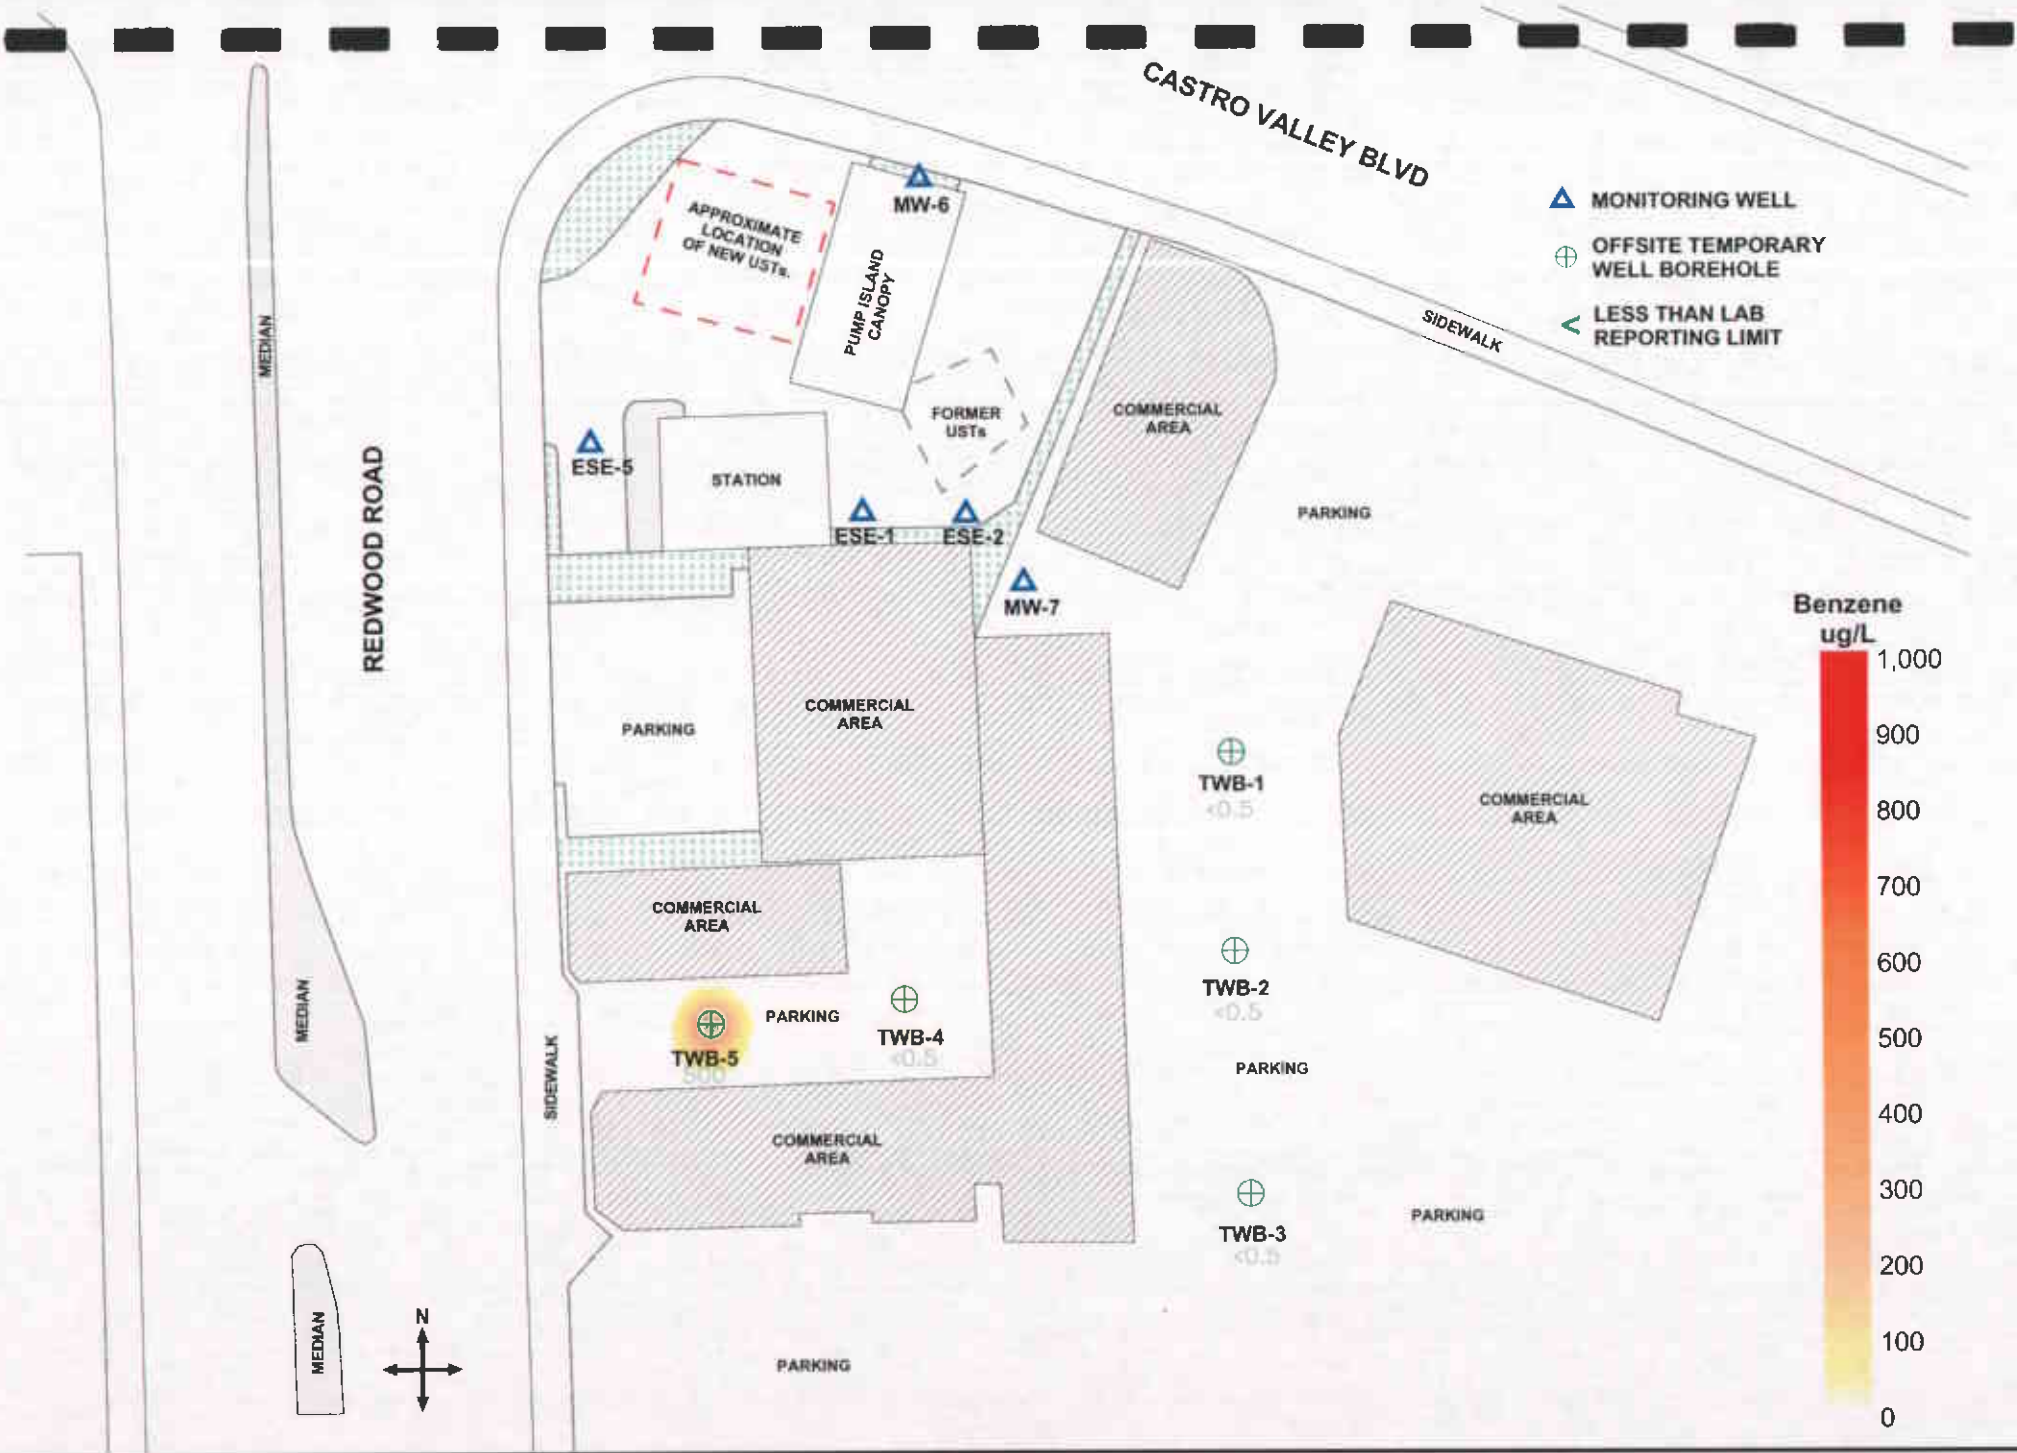 CASTRO VALLEY BLVD
MONITORING WELL
OFFSITE TEMPORARY
WELL BOREHOLE
<
LESS THAN LAB
REPORTING LIMIT
MW-6
APPROXIMATE
LOCATION
OF NEW USTs.
PUMP ISLAND
CANOPY
MEDIAN
SIDEWALK
FORMER
USTs
COMMERCIAL
AREA
REDWOOD ROAD
ESE-5
STATION
ESE-1
ESE-2
PARKING
MW-7
Benzene
ug/L
1,000
900
800
700
600
500
400
300
200
100
0
PARKING
COMMERCIAL
AREA
TWB-1
<0.5
COMMERCIAL
AREA
COMMERCIAL
AREA
MEDIAN
TWB-2
<0.5
PARKING
TWB-4
<0.5
TWB-5
500
SIDEWALK
PARKING
COMMERCIAL
AREA
TWB-3
<0.5
PARKING
MEDIAN
N
PARKING